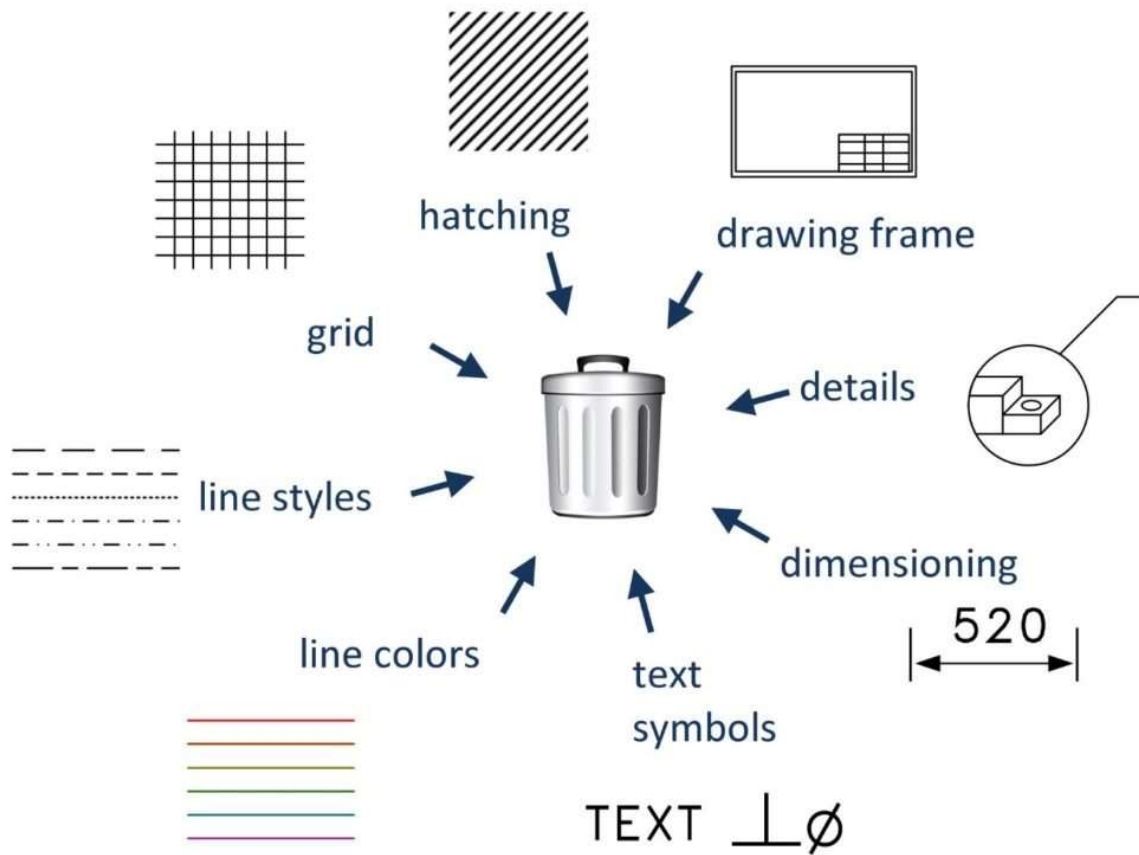 hatching
drawing frame
grid
details
line styles
dimensioning
520
line colors
text
symbols
TEXT ⊥ ⌀